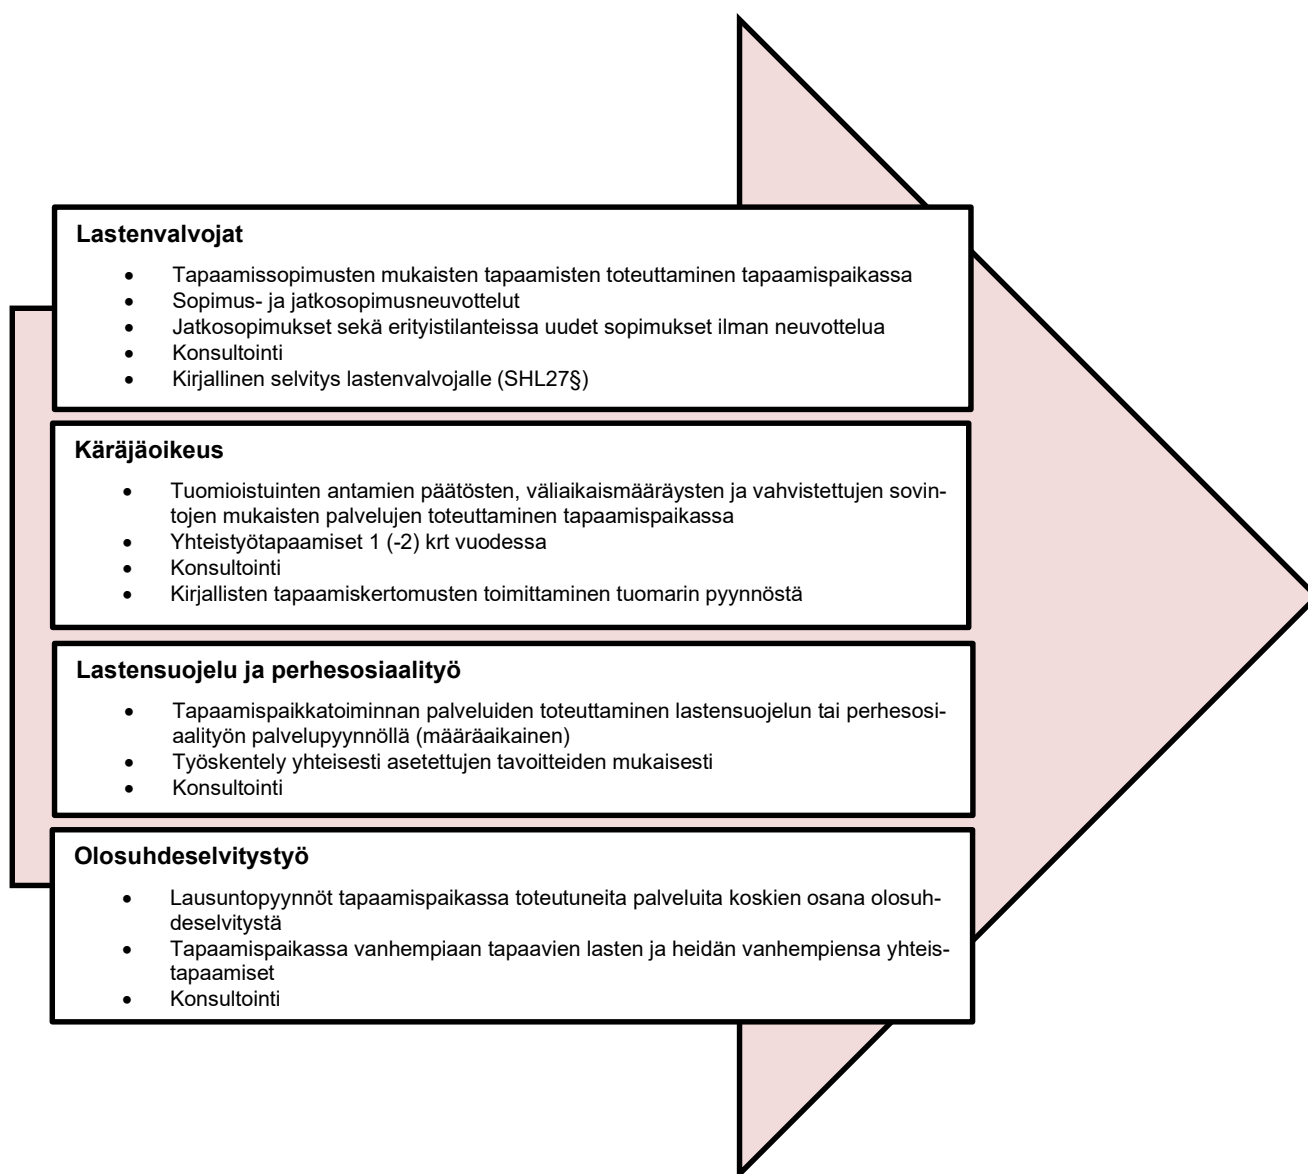 Lastenvalvojat
• Tapaamissopimusten mukaisten tapaamisten toteuttaminen tapaamispaikassa
• Sopimus- ja jatkosopimusneuvottelut
• Jatkosopimukset sekä erityistilanteissa uudet sopimukset ilman neuvottelua
• Konsultointi
• Kirjallinen selvitys lastenvalvojalle (SHL27§)
Käräjäoikeus
• Tuomioistuinten antamien päätösten, väliaikaismääräysten ja vahvistettujen sovin-
tojen mukaisten palvelujen toteuttaminen tapaamispaikassa
• Yhteistyötapaamiset 1 (-2) krt vuodessa
• Konsultointi
• Kirjallisten tapaamiskertomusten toimittaminen tuomarin pyynnöstä
Lastensuojelu ja perhesosiaalityö
• Tapaamispaikkatoiminnan palveluiden toteuttaminen lastensuojelun tai perhesosi-
aalityön palvelupyynnöllä (määräaikainen)
• Työskentely yhteisesti asetettujen tavoitteiden mukaisesti
• Konsultointi
Olosuhdeselvitystyö
• Lausuntopyynnöt tapaamispaikassa toteutuneita palveluita koskien osana olosuh-
deselvitystä
• Tapaamispaikassa vanhempiaan tapaavien lasten ja heidän vanhempiensa yhteis-
tapaamiset
• Konsultointi